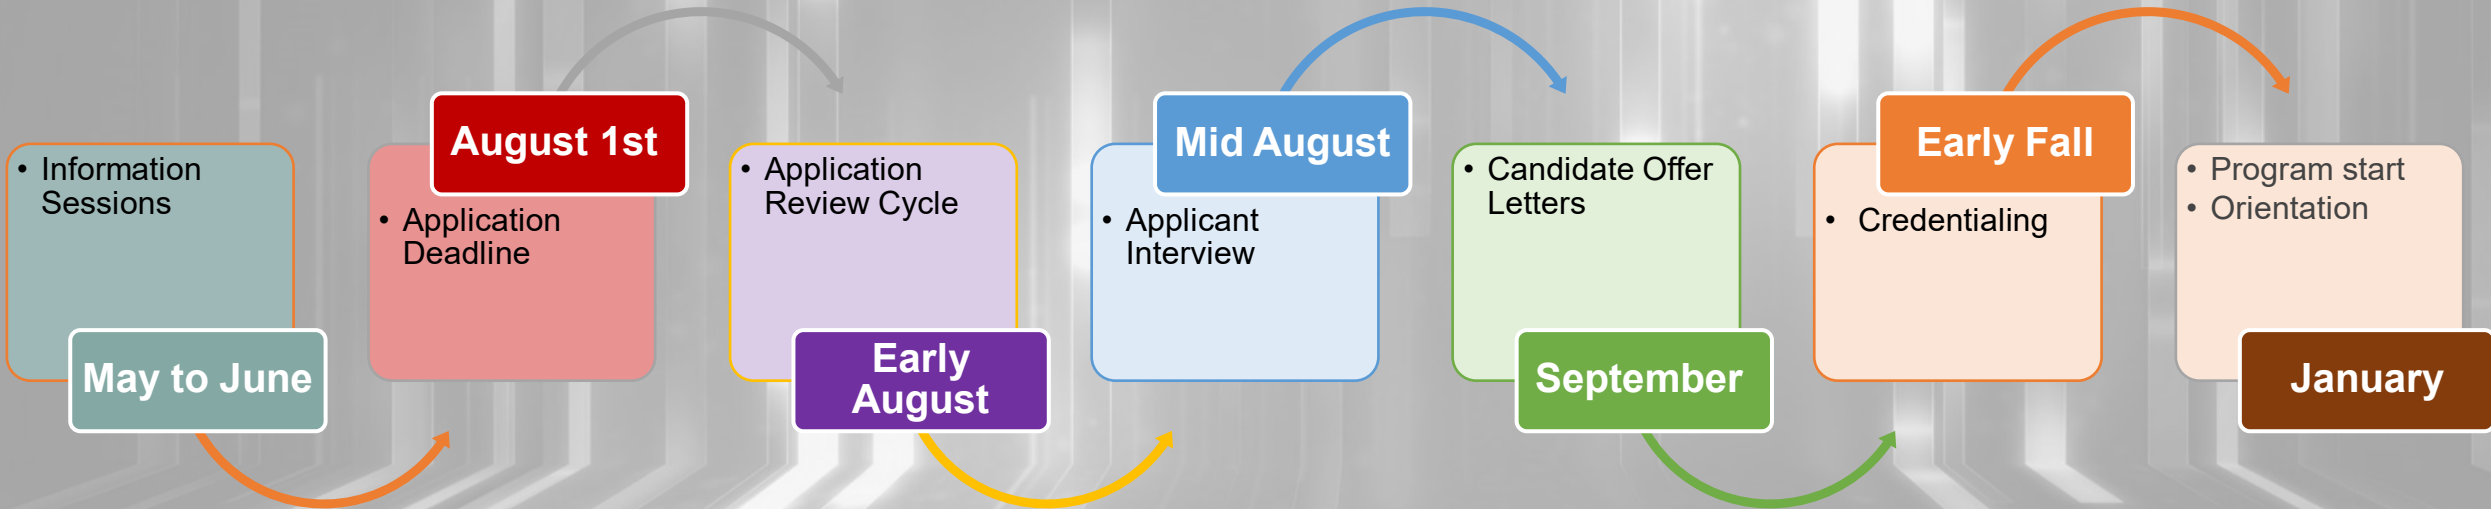 • Information
Sessions
May to June
August 1st
• Application
Deadline
• Application
Review Cycle
Early
August
Mid August
• Applicant
Interview
• Candidate Offer
Letters
September
Early Fall
• Credentialing
• Program start
• Orientation
January